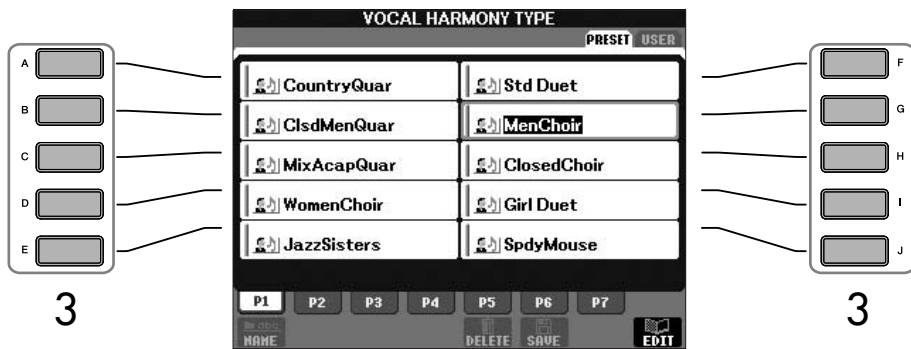 VOCAL HARMONY TYPE
PRESET USER
A
B
C
D
E
CountryQuar Std Duet
ClsdMenQuar MenChoir
MixAcapQuar ClosedChoir
WomenChoir Girl Duet
JazzSisters SpdyMouse
F
G
H
I
J
P1 P2 P3 P4 P5 P6 P7
NAME DELETE SAVE EDIT
3 3